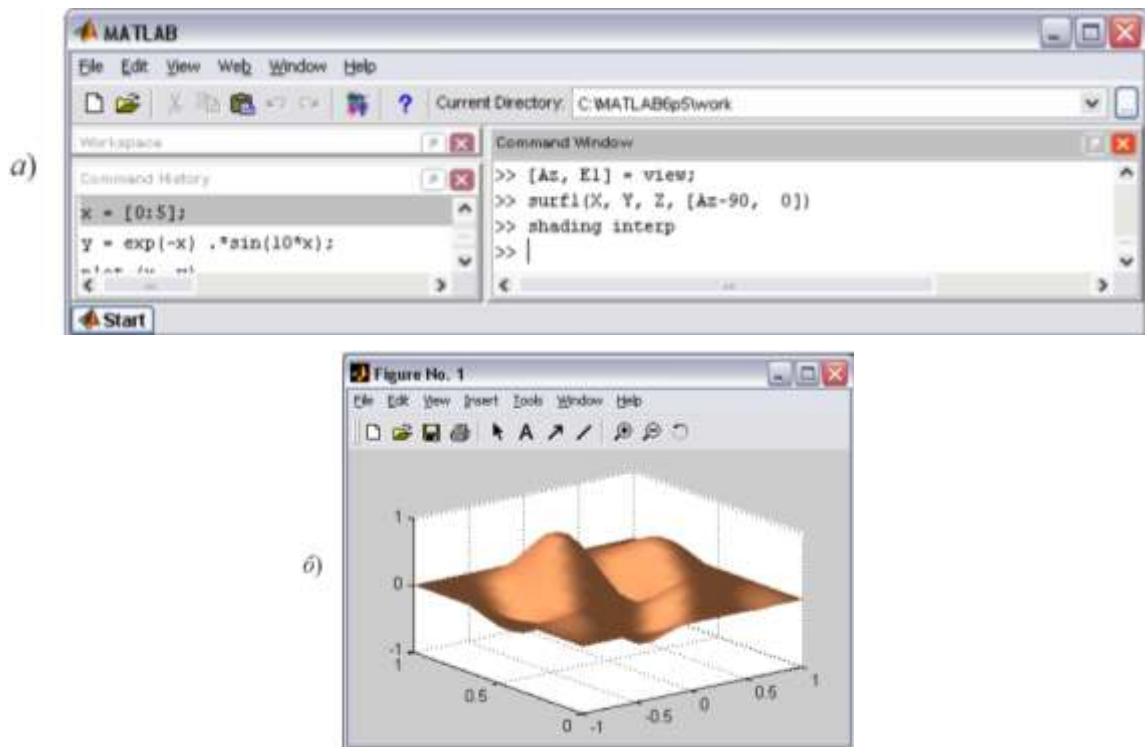 MATLAB
File Edit View Web Window Help
Current Directory: C:\MATLAB6p5\work
а)
Workspace
Command History
x = [0:5];
y = exp(-x) .*sin(10*x);
Command Window
>> [Az, El] = view;
>> surfl(X, Y, Z, [Az-90, 0])
>> shading interp
>>
Start
Figure No. 1
File Edit View Insert Tools Window Help
A
б)
1
0
-1
1
0.5
0
-1
-0.5
0
0.5
1